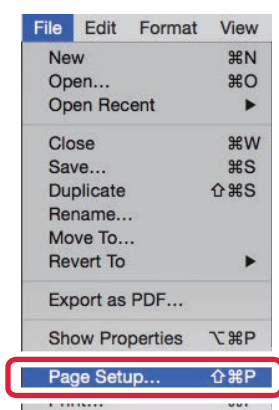 File Edit Format View
New ⌘N
Open... ⌘O
Open Recent ▶
Close ⌘W
Save... ⌘S
Duplicate ⇧⌘S
Rename...
Move To...
Revert To ▶
Export as PDF...
Show Properties ⌥⌘P
Page Setup... ⇧⌘P